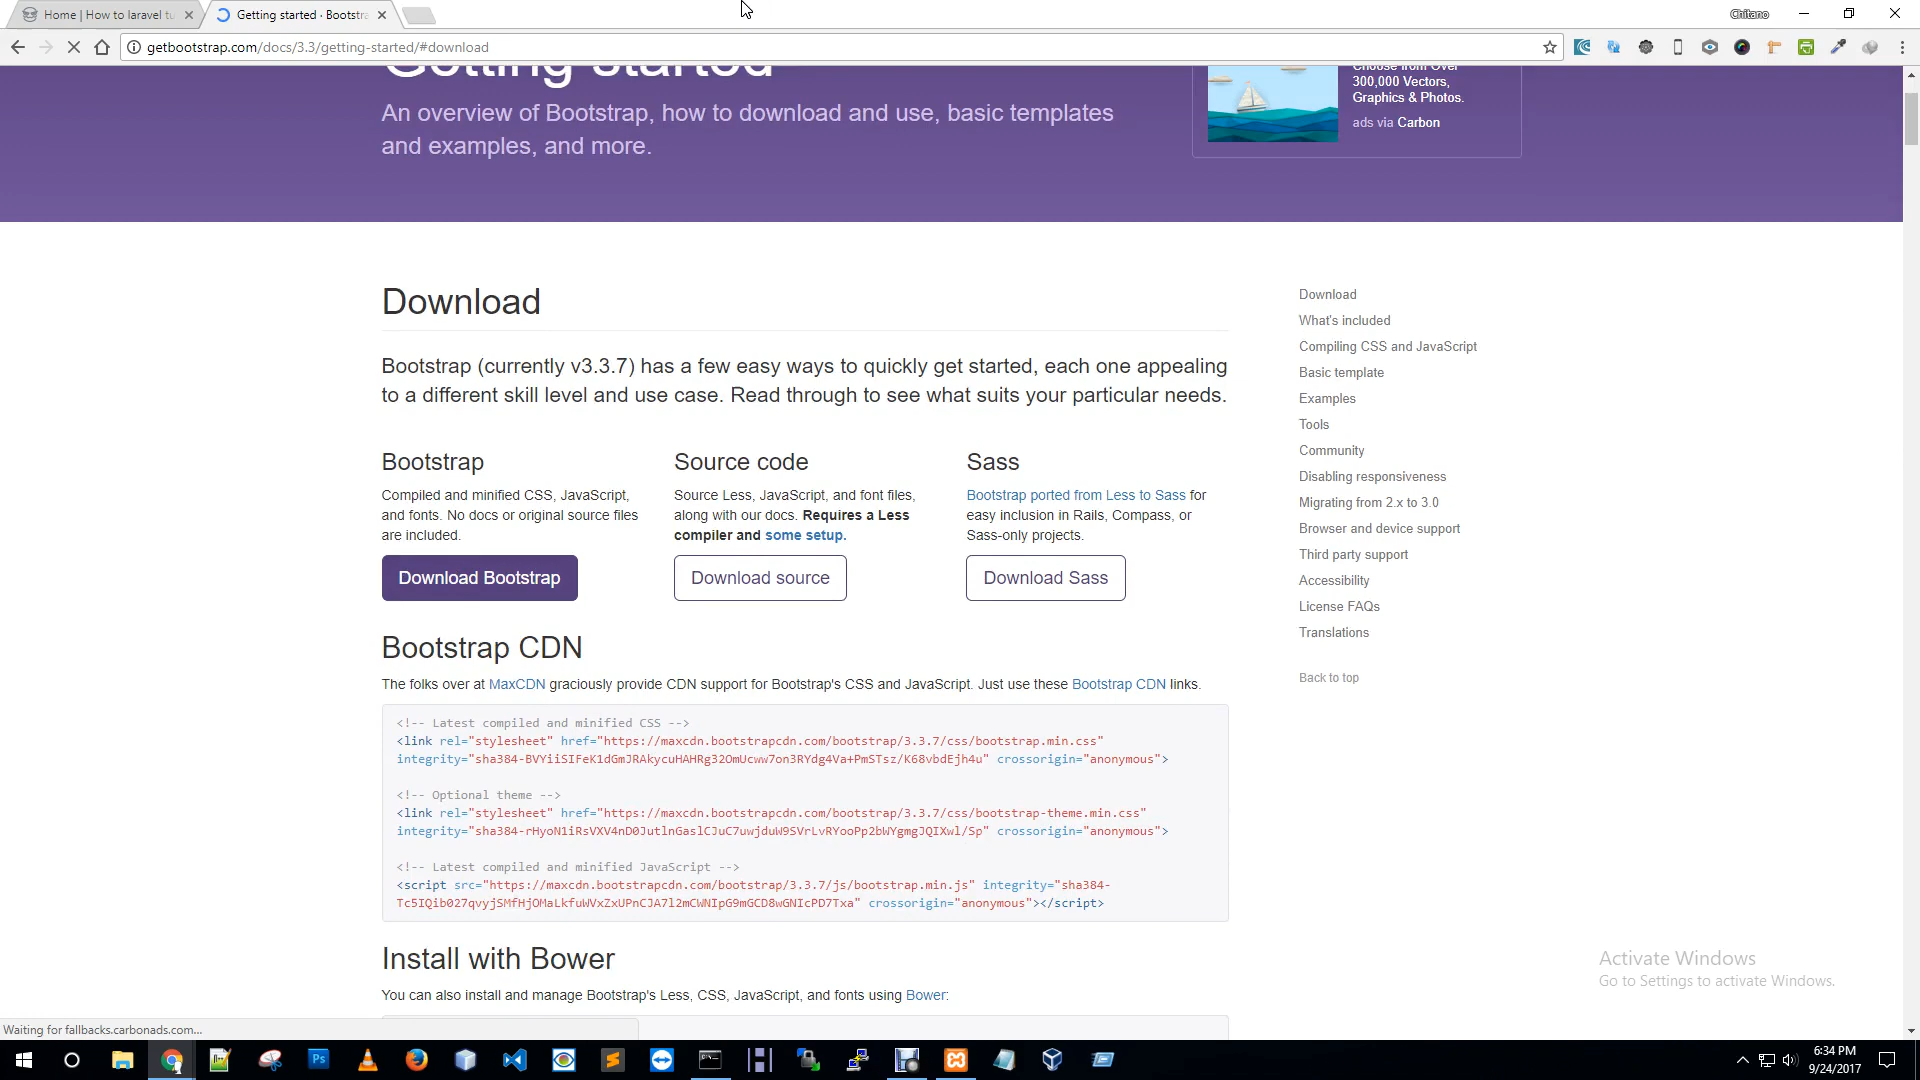 Home | How to laravel tu
Getting started · Bootstra
Chitano
getbootstrap.com/docs/3.3/getting-started/#download
Getting started
An overview of Bootstrap, how to download and use, basic templates
and examples, and more.
Choose from Over
300,000 Vectors,
Graphics & Photos.
ads via Carbon
Download
Bootstrap (currently v3.3.7) has a few easy ways to quickly get started, each one appealing
to a different skill level and use case. Read through to see what suits your particular needs.
Bootstrap
Compiled and minified CSS, JavaScript,
and fonts. No docs or original source files
are included.
Download Bootstrap
Source code
Source Less, JavaScript, and font files,
along with our docs. Requires a Less
compiler and some setup.
Download source
Sass
Bootstrap ported from Less to Sass for
easy inclusion in Rails, Compass, or
Sass-only projects.
Download Sass
Bootstrap CDN
The folks over at MaxCDN graciously provide CDN support for Bootstrap's CSS and JavaScript. Just use these Bootstrap CDN links.
<!-- Latest compiled and minified CSS -->
<link rel="stylesheet" href="https://maxcdn.bootstrapcdn.com/bootstrap/3.3.7/css/bootstrap.min.css"
integrity="sha384-BVYiiSIFeK1dGmJRAkycuHAHRg32OmUcww7on3RYdg4Va+PmSTsz/K68vbdEjh4u" crossorigin="anonymous">
<!-- Optional theme -->
<link rel="stylesheet" href="https://maxcdn.bootstrapcdn.com/bootstrap/3.3.7/css/bootstrap-theme.min.css"
integrity="sha384-rHyoN1iRsVXV4nD0JutlnGaslCJuC7uwjduW9SVrLvRYooPp2bWYgmgJQIXwl/Sp" crossorigin="anonymous">
<!-- Latest compiled and minified JavaScript -->
<script src="https://maxcdn.bootstrapcdn.com/bootstrap/3.3.7/js/bootstrap.min.js" integrity="sha384-
Tc5IQib027qvyjSMfHjOMaLkfuWVxZxUPnCJA7l2mCWNIpG9mGCD8wGNIcPD7Txa" crossorigin="anonymous"></script>
Install with Bower
You can also install and manage Bootstrap's Less, CSS, JavaScript, and fonts using Bower:
Download
What's included
Compiling CSS and JavaScript
Basic template
Examples
Tools
Community
Disabling responsiveness
Migrating from 2.x to 3.0
Browser and device support
Third party support
Accessibility
License FAQs
Translations
Back to top
Activate Windows
Go to Settings to activate Windows.
Waiting for fallbacks.carbonads.com...
Ps
6:34 PM
9/24/2017